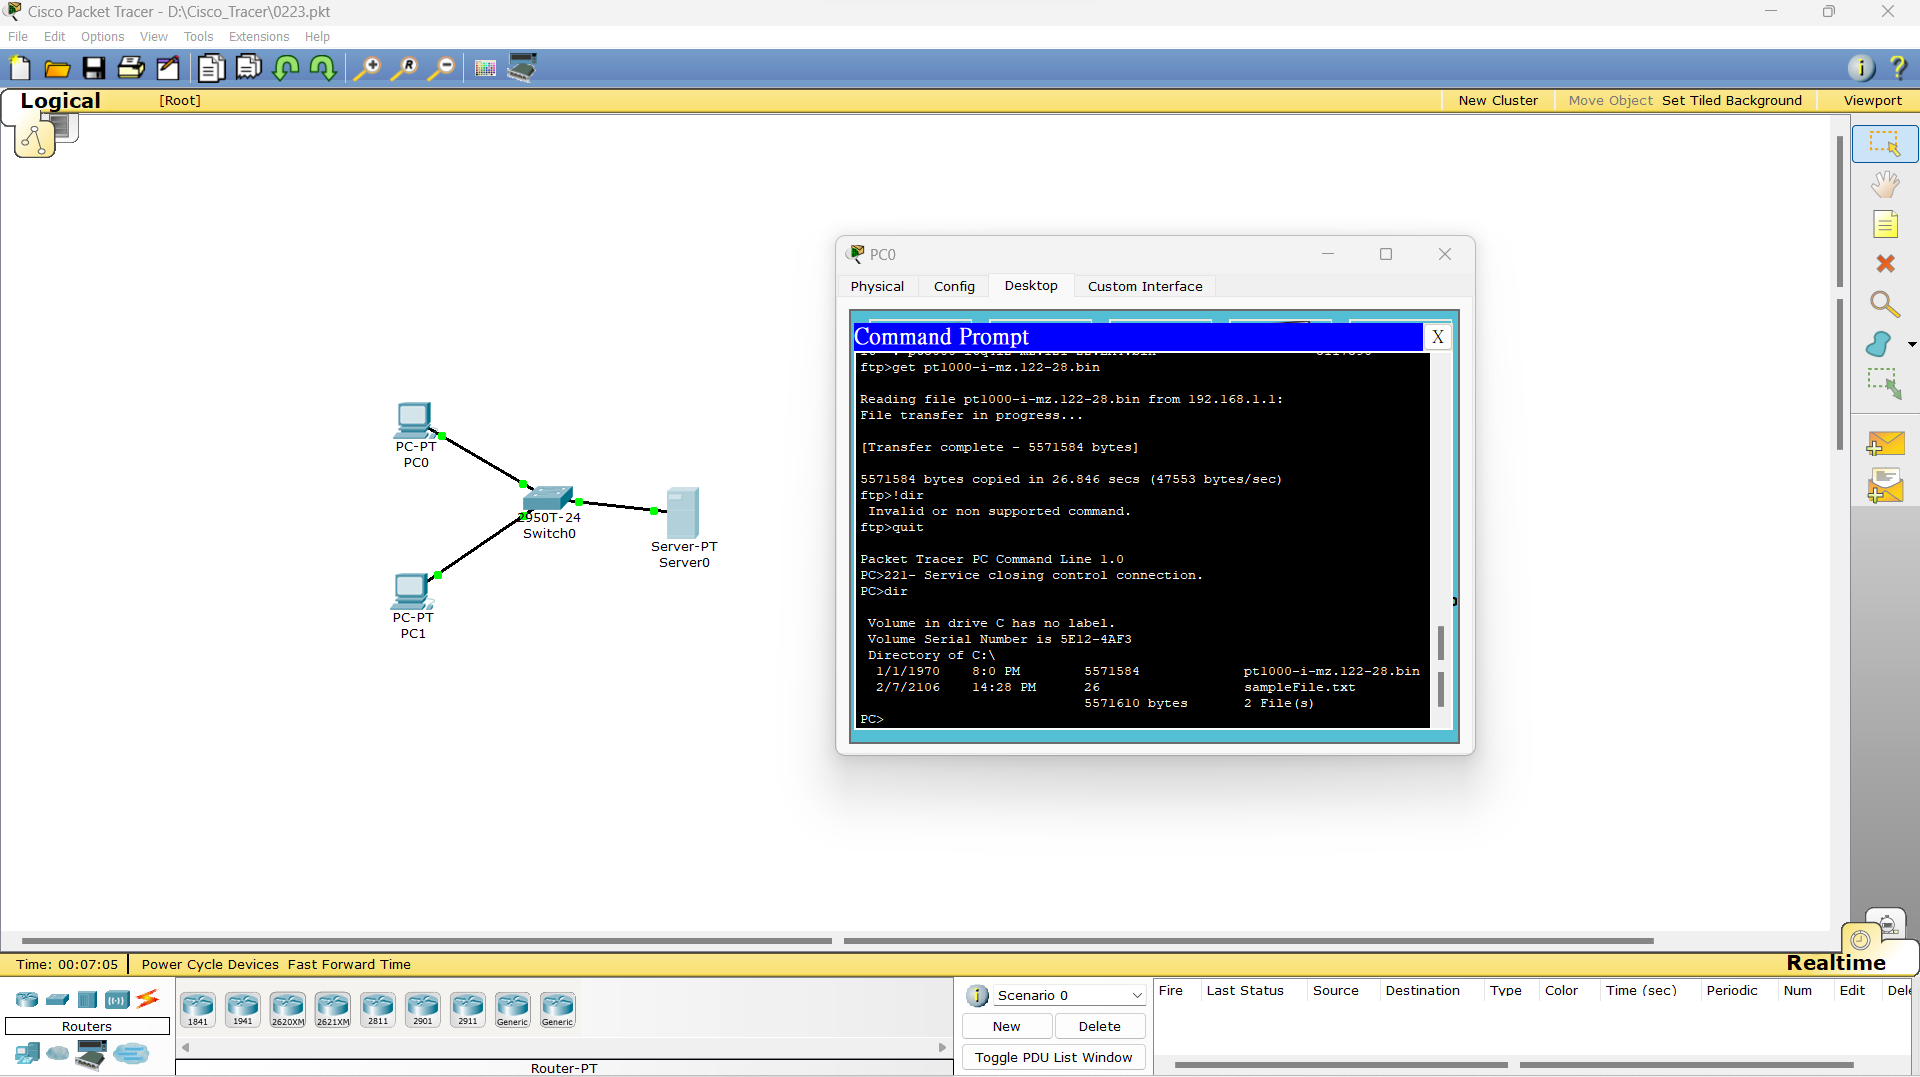 Cisco Packet Tracer - D:\Cisco_Tracer\0223.pkt
File Edit Options View Tools Extensions Help
Logical [Root] New Cluster Move Object Set Tiled Background Viewport
PC0
Physical Config Desktop Custom Interface
Command Prompt X
ftp>get pt1000-i-mz.122-28.bin
Reading file pt1000-i-mz.122-28.bin from 192.168.1.1:
File transfer in progress...
[Transfer complete - 5571584 bytes]
5571584 bytes copied in 26.846 secs (47553 bytes/sec)
ftp>!dir
Invalid or non supported command.
ftp>quit
Packet Tracer PC Command Line 1.0
PC>221- Service closing control connection.
PC>dir
Volume in drive C has no label.
Volume Serial Number is 5E12-4AF3
Directory of C:\
1/1/1970 8:0 PM 5571584 pt1000-i-mz.122-28.bin
2/7/2106 14:28 PM 26 sampleFile.txt
5571610 bytes 2 File(s)
PC>
PC-PT
PC0
2950T-24
Switch0
Server-PT
Server0
PC-PT
PC1
Time: 00:07:05 Power Cycle Devices Fast Forward Time Realtime
Routers
1841 1941 2620XM 2621XM 2811 2901 2911 Generic Generic
Router-PT
Scenario 0
New Delete
Toggle PDU List Window
Fire Last Status Source Destination Type Color Time (sec) Periodic Num Edit Dele